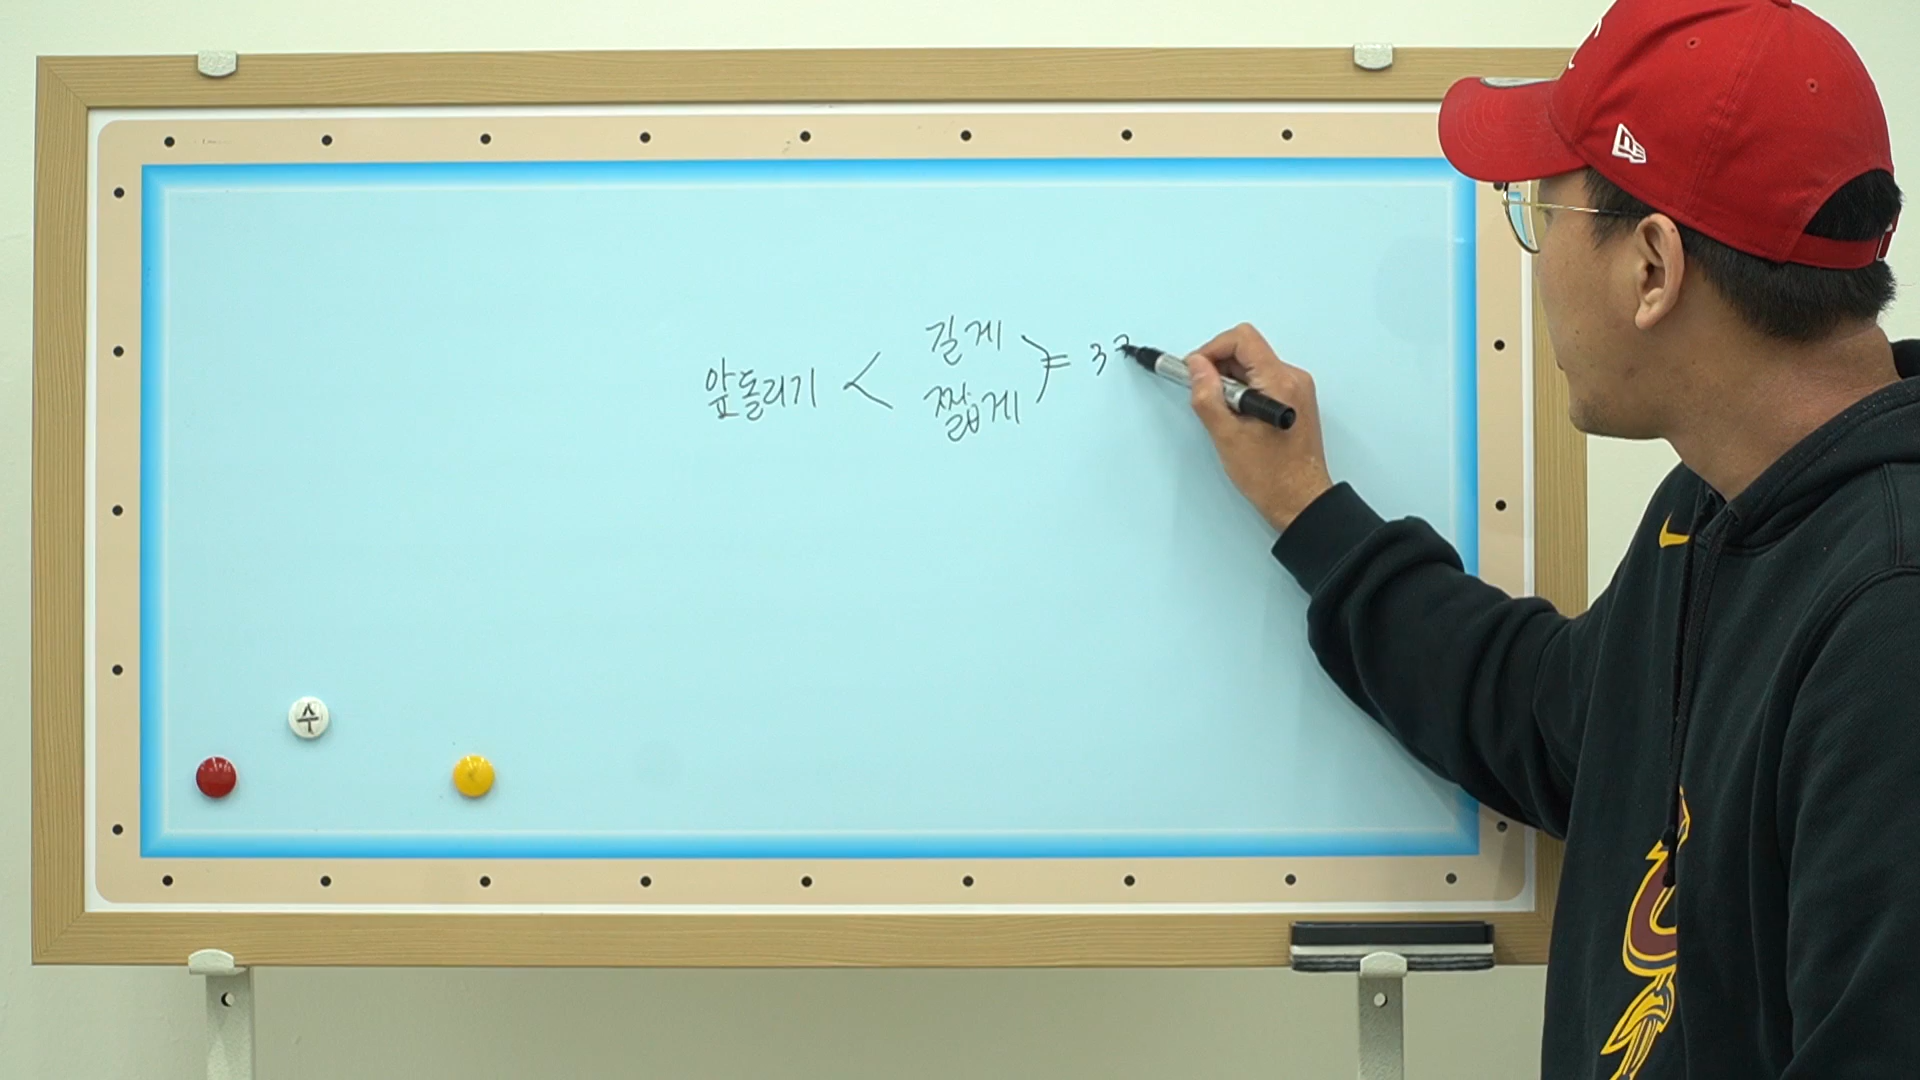 앞돌리기 < 길게
짧게 ) = 3
수